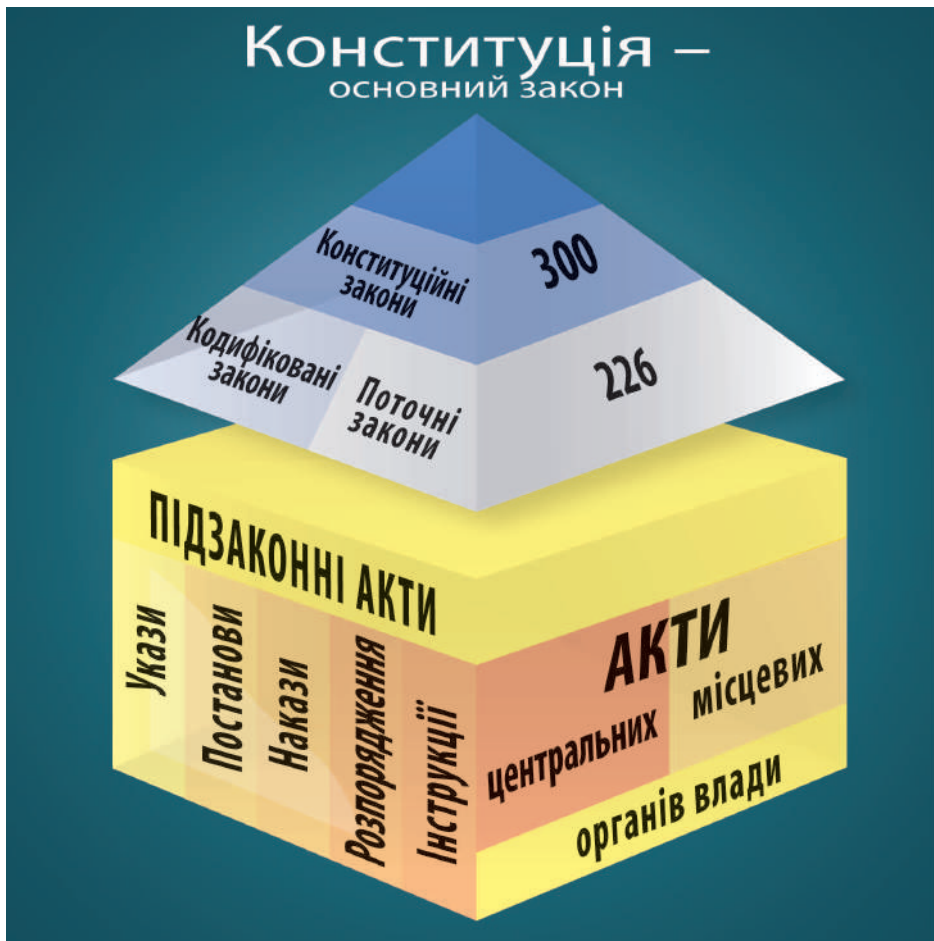 Конституція –
основний закон
Конституційні
закони
300
Кодифіковані
закони
Поточні
закони
226
ПІДЗАКОННІ АКТИ
Укази
Постанови
Накази
Розпорядження
Інструкції
АКТИ
центральних
місцевих
органів влади